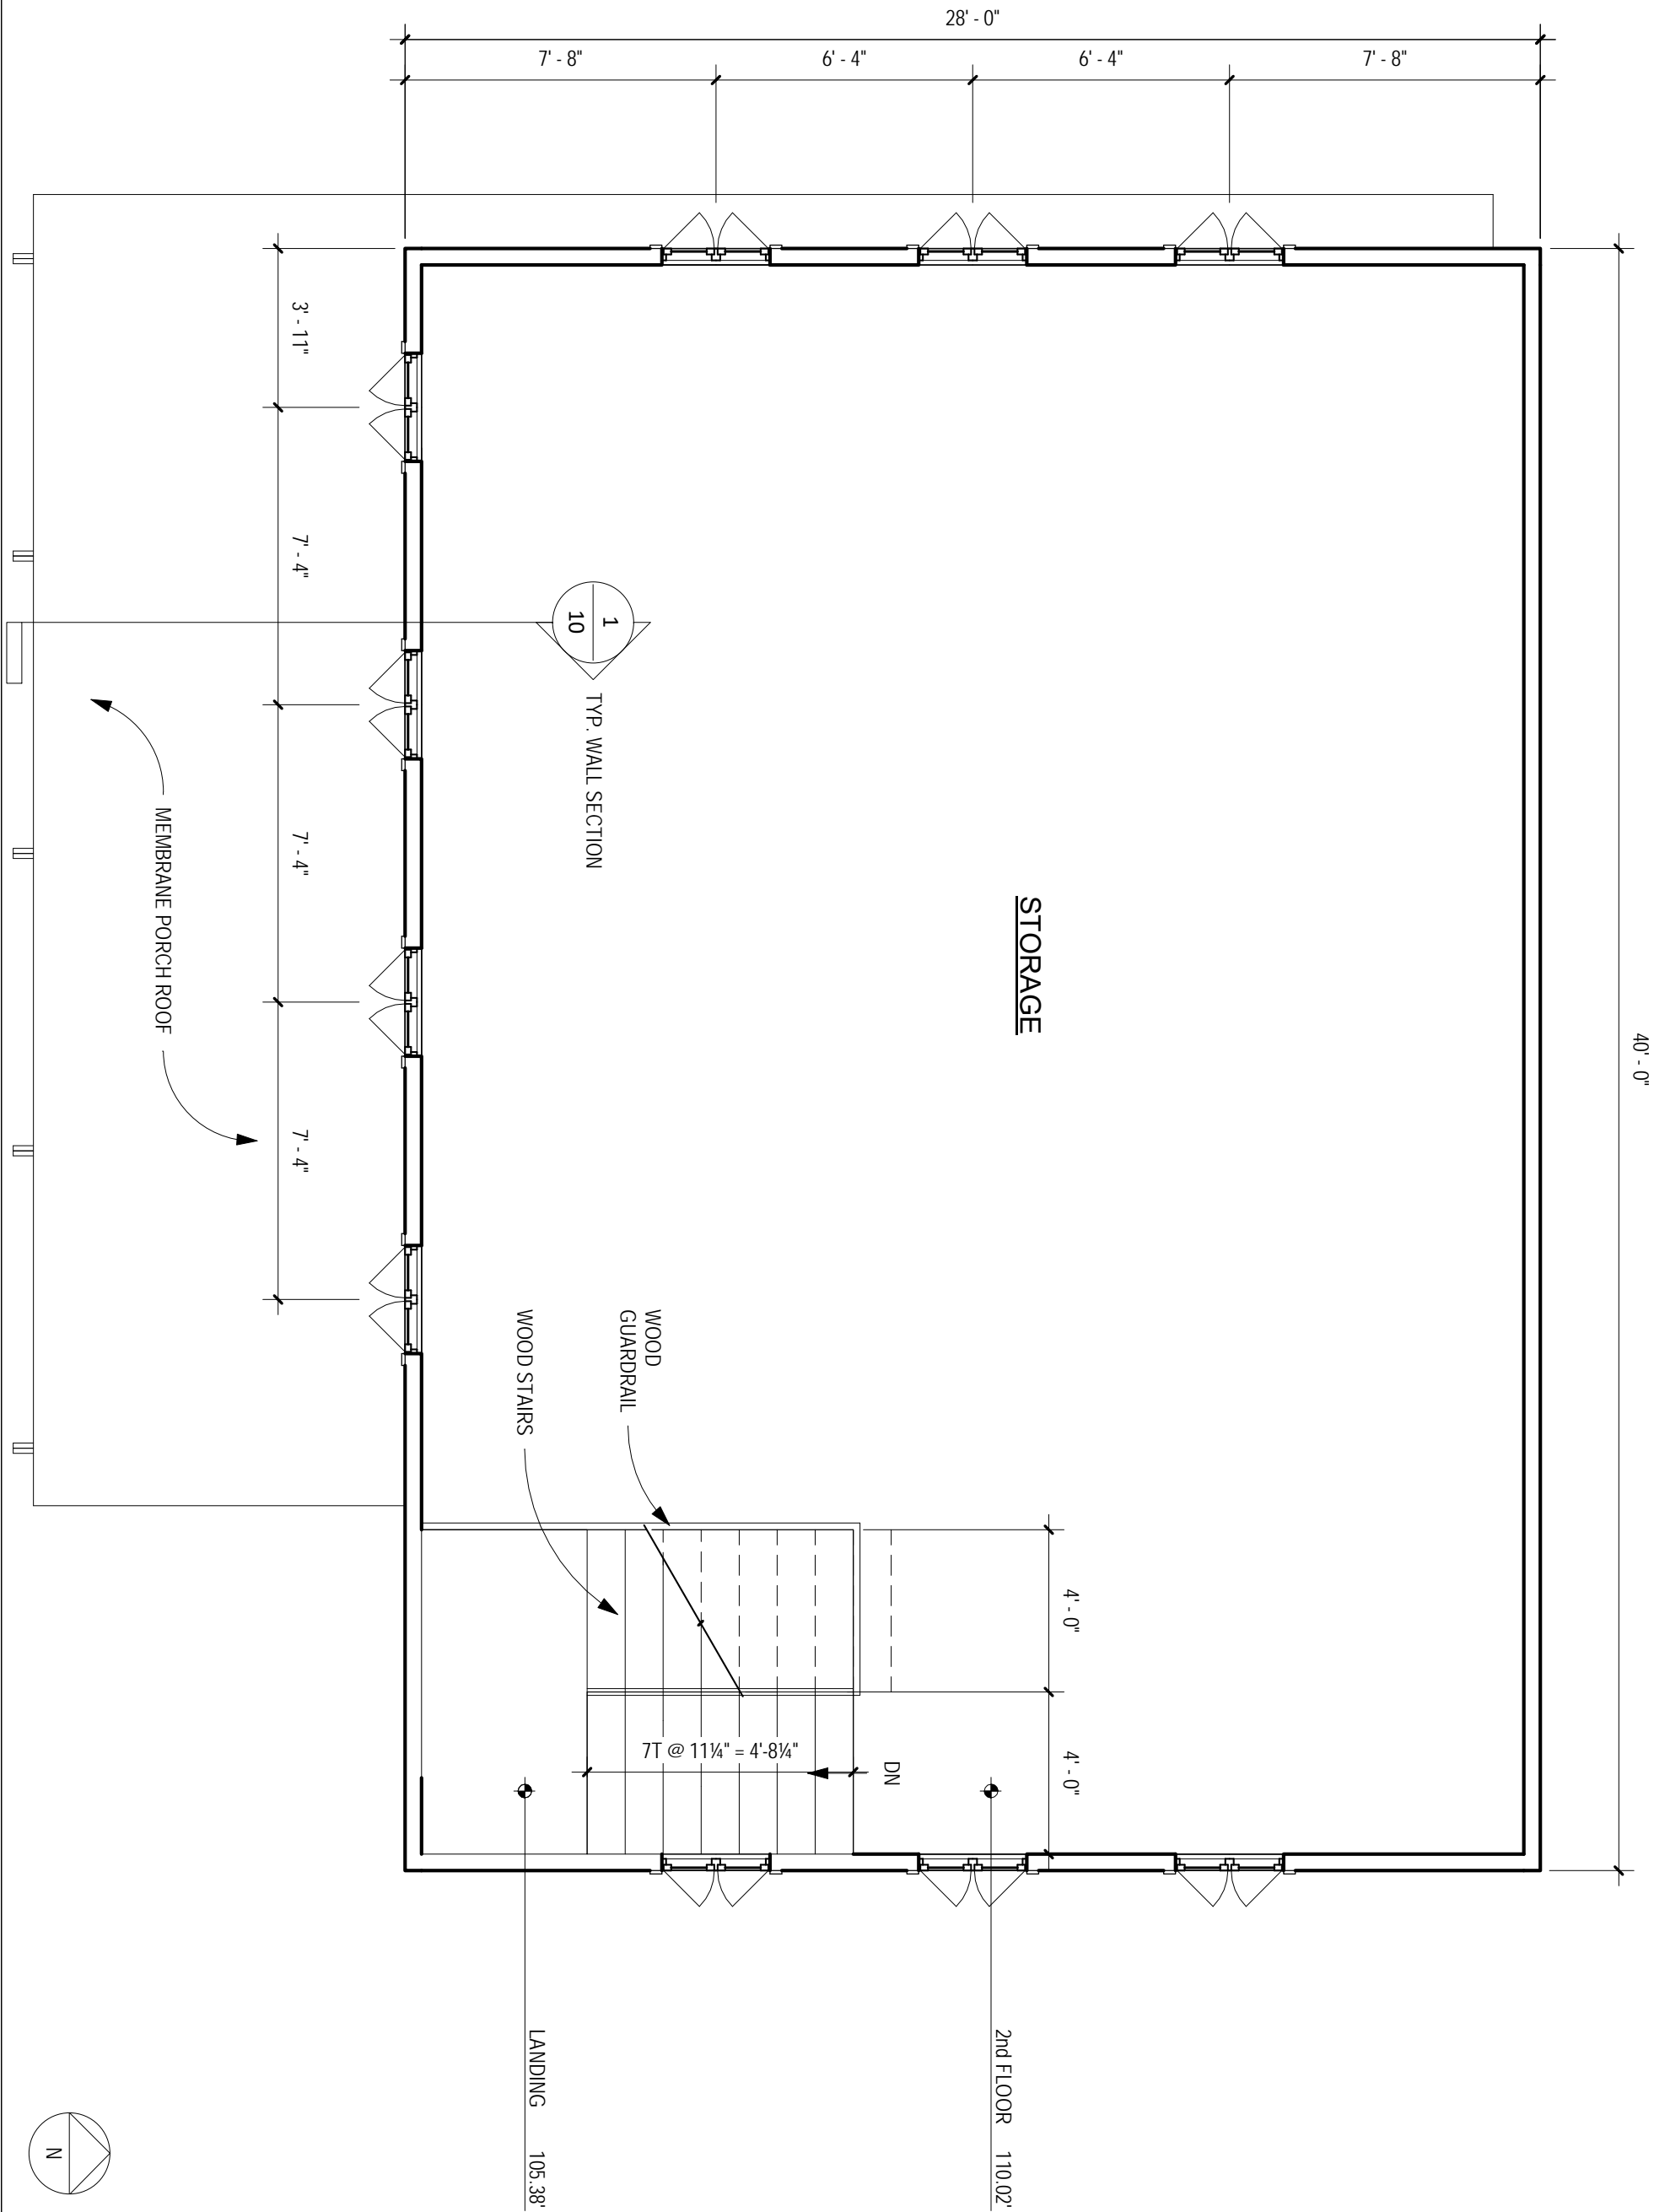 28' - 0"
7' - 8"
6' - 4"
6' - 4"
7' - 8"
40' - 0"
3' - 11"
7' - 4"
7' - 4"
7' - 4"
1
10
TYP. WALL SECTION
STORAGE
MEMBRANE PORCH ROOF
WOOD
GUARDRAIL
WOOD STAIRS
4' - 0"
4' - 0"
7T @ 11¼" = 4'-8¼"
DN
2nd FLOOR 110.02'
LANDING 105.38'
N